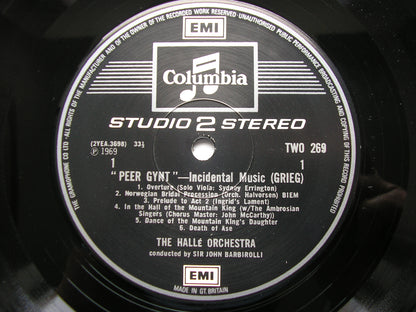 ALL RIGHTS OF THE MANUFACTURER AND OF THE OWNER OF THE RECORDED WORK RESERVED · UNAUTHORISED PUBLIC PERFORMANCE BROADCASTING AND COPYING OF THIS RECORD PROHIBITED
THE GRAMOPHONE CO LTD
EMI
Columbia
STUDIO 2 STEREO
(2YEA.3698) 33⅓
TWO 269
℗ 1969
1
1
"PEER GYNT"—Incidental Music (GRIEG)
1. Overture (Solo Viola: Sydney Errington)
2. Norwegian Bridal Procession (Orch. Halvorsen) BIEM
3. Prelude to Act 2 (Ingrid's Lament)
4. In the Hall of the Mountain King (w/The Ambrosian
Singers (Chorus Master: John McCarthy))
5. Dance of the Mountain King's Daughter
6. Death of Ase
THE HALLÉ ORCHESTRA
conducted by SIR JOHN BARBIROLLI
EMI
MADE IN GT. BRITAIN